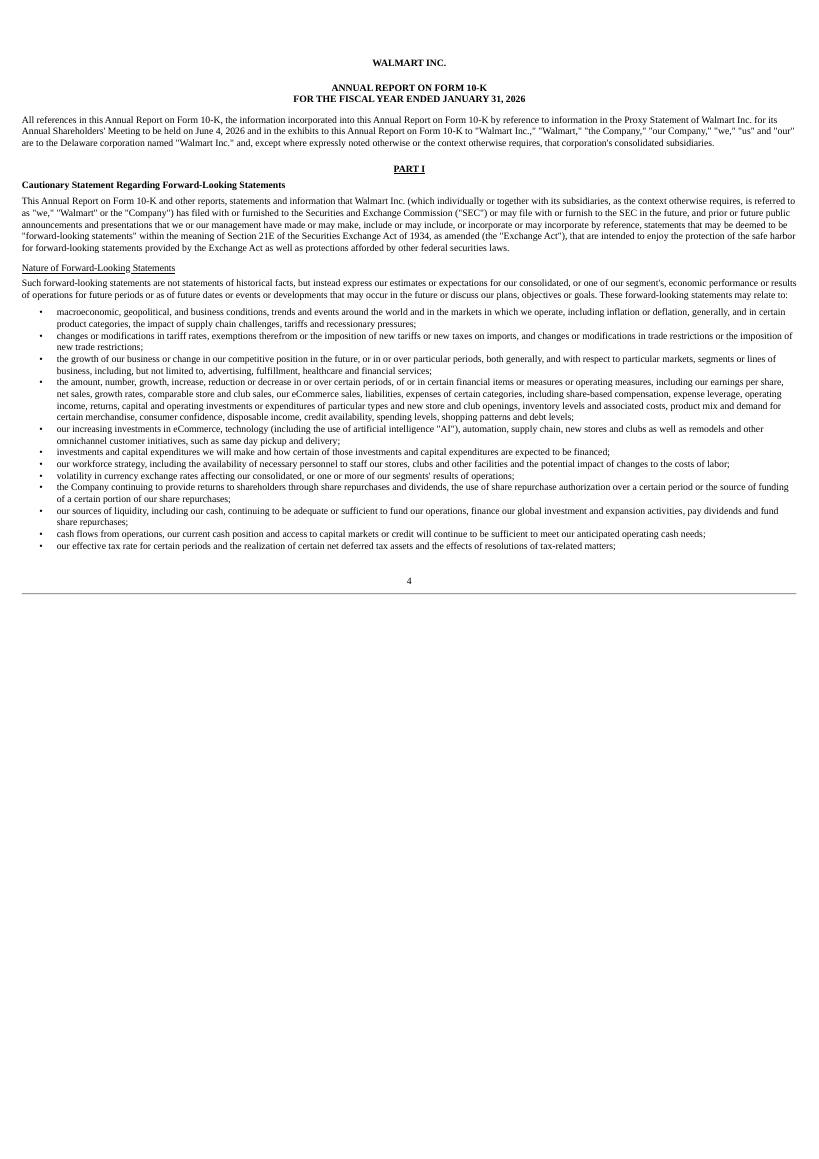 WALMART INC.
ANNUAL REPORT ON FORM 10-K
FOR THE FISCAL YEAR ENDED JANUARY 31, 2026
All references in this Annual Report on Form 10-K, the information incorporated into this Annual Report on Form 10-K by reference to information in the Proxy Statement of Walmart Inc. for its
Annual Shareholders' Meeting to be held on June 4, 2026 and in the exhibits to this Annual Report on Form 10-K to "Walmart Inc.," "Walmart," "the Company," "our Company," "we," "us" and "our"
are to the Delaware corporation named "Walmart Inc." and, except where expressly noted otherwise or the context otherwise requires, that corporation's consolidated subsidiaries.
PART I
Cautionary Statement Regarding Forward-Looking Statements
This Annual Report on Form 10-K and other reports, statements and information that Walmart Inc. (which individually or together with its subsidiaries, as the context otherwise requires, is referred to
as "we," "Walmart" or the "Company") has filed with or furnished to the Securities and Exchange Commission ("SEC") or may file with or furnish to the SEC in the future, and prior or future public
announcements and presentations that we or our management have made or may make, include or may include, or incorporate or may incorporate by reference, statements that may be deemed to be
"forward-looking statements" within the meaning of Section 21E of the Securities Exchange Act of 1934, as amended (the "Exchange Act"), that are intended to enjoy the protection of the safe harbor
for forward-looking statements provided by the Exchange Act as well as protections afforded by other federal securities laws.
Nature of Forward-Looking Statements
Such forward-looking statements are not statements of historical facts, but instead express our estimates or expectations for our consolidated, or one of our segment's, economic performance or results
of operations for future periods or as of future dates or events or developments that may occur in the future or discuss our plans, objectives or goals. These forward-looking statements may relate to:
• macroeconomic, geopolitical, and business conditions, trends and events around the world and in the markets in which we operate, including inflation or deflation, generally, and in certain
product categories, the impact of supply chain challenges, tariffs and recessionary pressures;
• changes or modifications in tariff rates, exemptions therefrom or the imposition of new tariffs or new taxes on imports, and changes or modifications in trade restrictions or the imposition of
new trade restrictions;
• the growth of our business or change in our competitive position in the future, or in or over particular periods, both generally, and with respect to particular markets, segments or lines of
business, including, but not limited to, advertising, fulfillment, healthcare and financial services;
• the amount, number, growth, increase, reduction or decrease in or over certain periods, of or in certain financial items or measures or operating measures, including our earnings per share,
net sales, growth rates, comparable store and club sales, our eCommerce sales, liabilities, expenses of certain categories, including share-based compensation, expense leverage, operating
income, returns, capital and operating investments or expenditures of particular types and new store and club openings, inventory levels and associated costs, product mix and demand for
certain merchandise, consumer confidence, disposable income, credit availability, spending levels, shopping patterns and debt levels;
• our increasing investments in eCommerce, technology (including the use of artificial intelligence "AI"), automation, supply chain, new stores and clubs as well as remodels and other
omnichannel customer initiatives, such as same day pickup and delivery;
• investments and capital expenditures we will make and how certain of those investments and capital expenditures are expected to be financed;
• our workforce strategy, including the availability of necessary personnel to staff our stores, clubs and other facilities and the potential impact of changes to the costs of labor;
• volatility in currency exchange rates affecting our consolidated, or one or more of our segments' results of operations;
• the Company continuing to provide returns to shareholders through share repurchases and dividends, the use of share repurchase authorization over a certain period or the source of funding
of a certain portion of our share repurchases;
• our sources of liquidity, including our cash, continuing to be adequate or sufficient to fund our operations, finance our global investment and expansion activities, pay dividends and fund
share repurchases;
• cash flows from operations, our current cash position and access to capital markets or credit will continue to be sufficient to meet our anticipated operating cash needs;
• our effective tax rate for certain periods and the realization of certain net deferred tax assets and the effects of resolutions of tax-related matters;
4